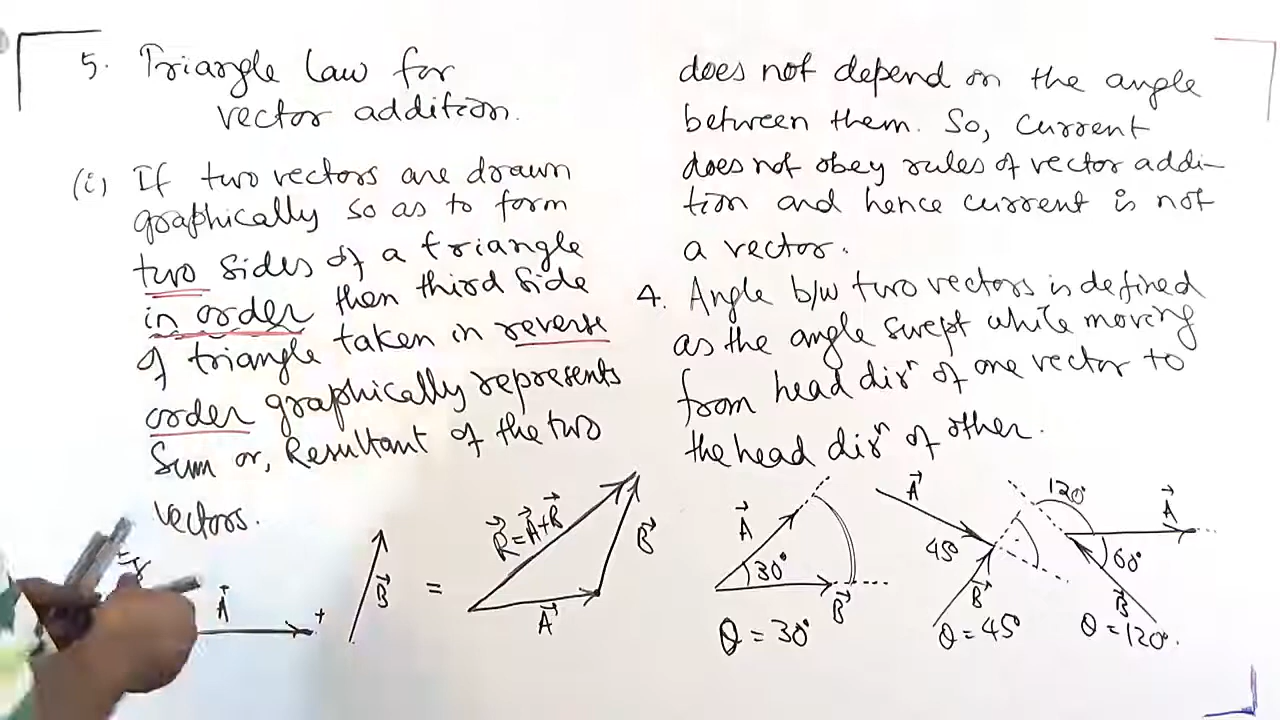 5. Triangle Law for
vector addition.
(i) If two vectors are drawn
graphically so as to form
two sides of a triangle
in order then third side
of triangle taken in reverse
order graphically represents
Sum or, Resultant of the two
vectors.
A⃗ +
B⃗
=
R⃗ = A⃗ + B⃗
A⃗
B⃗
does not depend on the angle
between them. So, current
does not obey rules of vector addi-
tion and hence current is not
a vector.
4. Angle b/w two vectors is defined
as the angle swept while moving
from head dirⁿ of one vector to
the head dirⁿ of other.
A⃗
30°
B⃗
θ = 30°
A⃗
45°
B⃗
θ = 45°
120°
A⃗
60°
B⃗
θ = 120°.